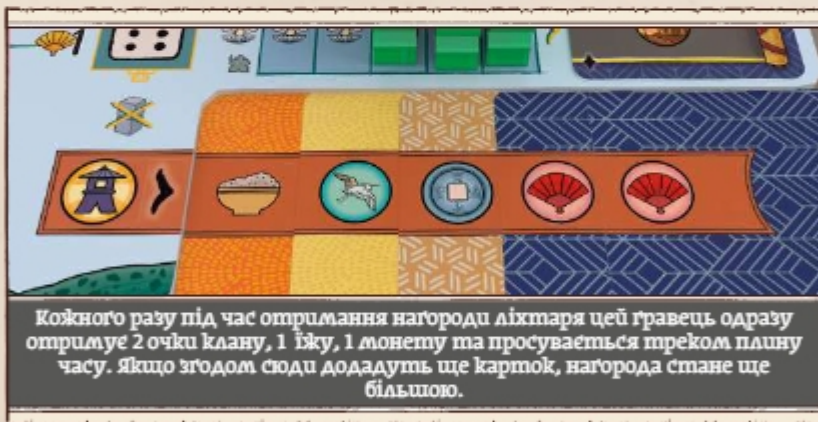 Кожного разу під час отримання нагороди ліхтаря цей гравець одразу
отримує 2 очки клану, 1 їжу, 1 монету та просувається треком плину
часу. Якщо згодом сюди додадуть ще карток, нагорода стане ще
більшою.